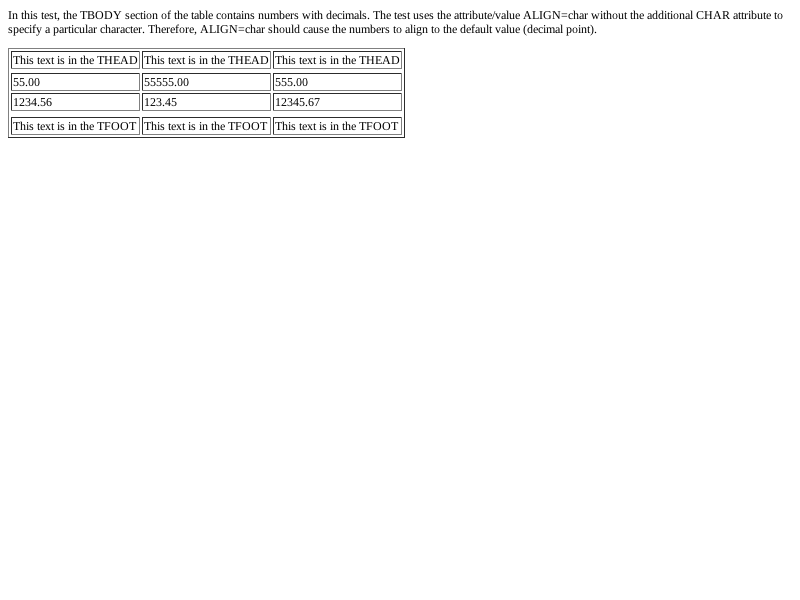 In this test, the TBODY section of the table contains numbers with decimals. The test uses the attribute/value ALIGN=char without the additional CHAR attribute to
specify a particular character. Therefore, ALIGN=char should cause the numbers to align to the default value (decimal point).
This text is in the THEAD This text is in the THEAD This text is in the THEAD
55.00 55555.00 555.00
1234.56 123.45 12345.67
This text is in the TFOOT This text is in the TFOOT This text is in the TFOOT